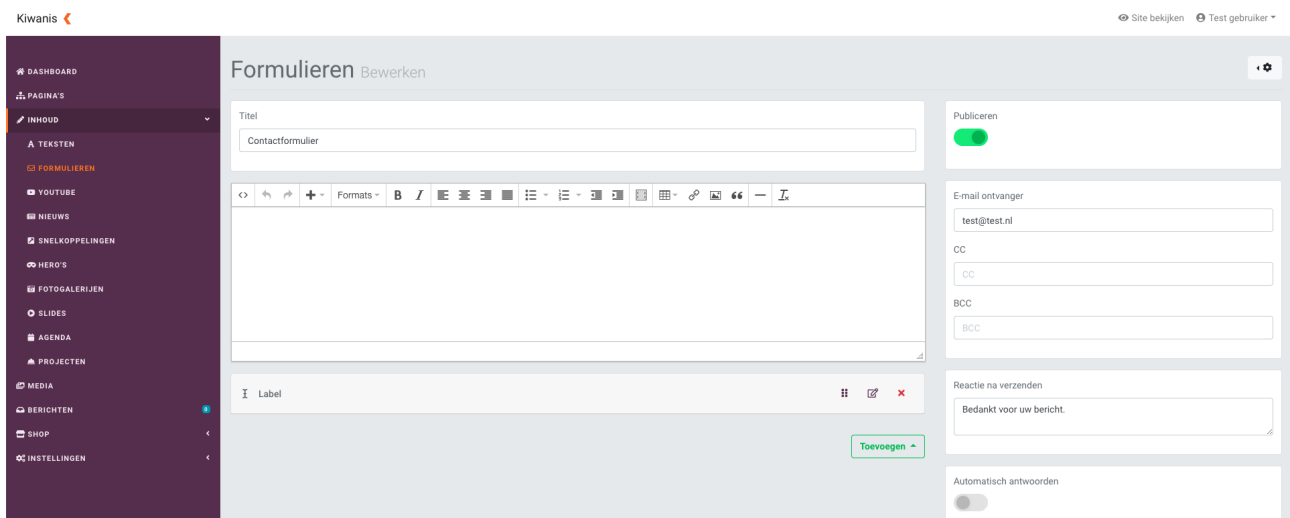 Kiwanis
Site bekijken
Test gebruiker
DASHBOARD
PAGINA'S
INHOUD
TEKSTEN
FORMULIEREN
YOUTUBE
NIEUWS
SNELKOPPELINGEN
HERO'S
FOTOGALERIJEN
SLIDES
AGENDA
PROJECTEN
MEDIA
BERICHTEN 0
SHOP
INSTELLINGEN
Formulieren Bewerken
Titel
Contactformulier
Formats
Label
Toevoegen
Publiceren
E-mail ontvanger
test@test.nl
CC
CC
BCC
BCC
Reactie na verzenden
Bedankt voor uw bericht.
Automatisch antwoorden